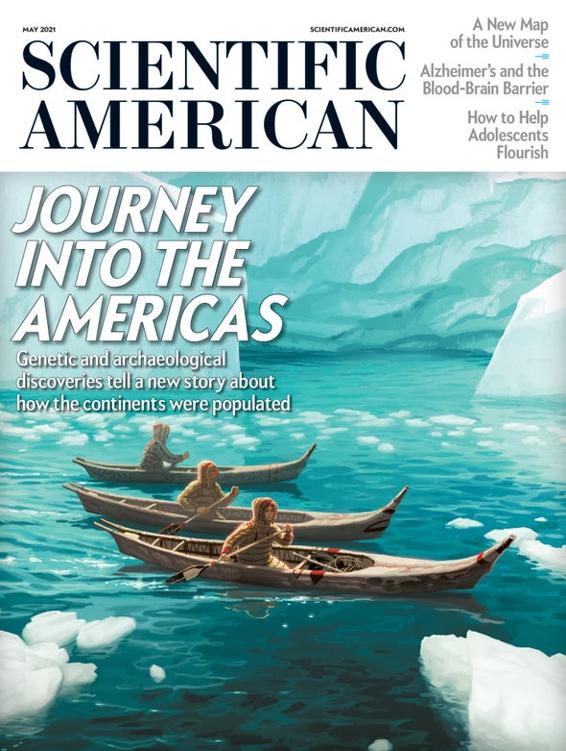 MAY 2021
SCIENTIFICAMERICAN.COM
SCIENTIFIC
AMERICAN
A New Map
of the Universe
Alzheimer's and the
Blood-Brain Barrier
How to Help
Adolescents
Flourish
JOURNEY
INTO THE
AMERICAS
Genetic and archaeological
discoveries tell a new story about
how the continents were populated